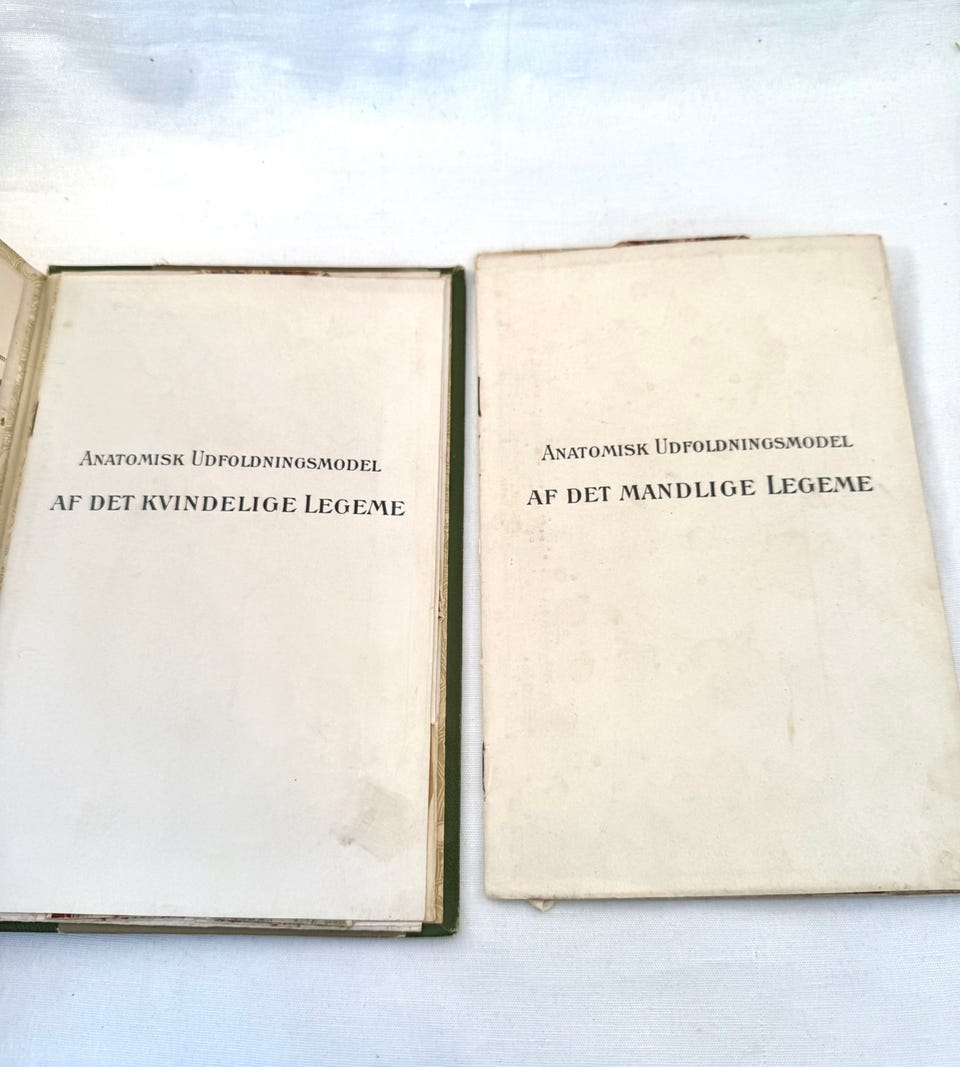 Anatomisk Udfoldningsmodel
af det kvindelige Legeme
Anatomisk Udfoldningsmodel
af det mandlige Legeme